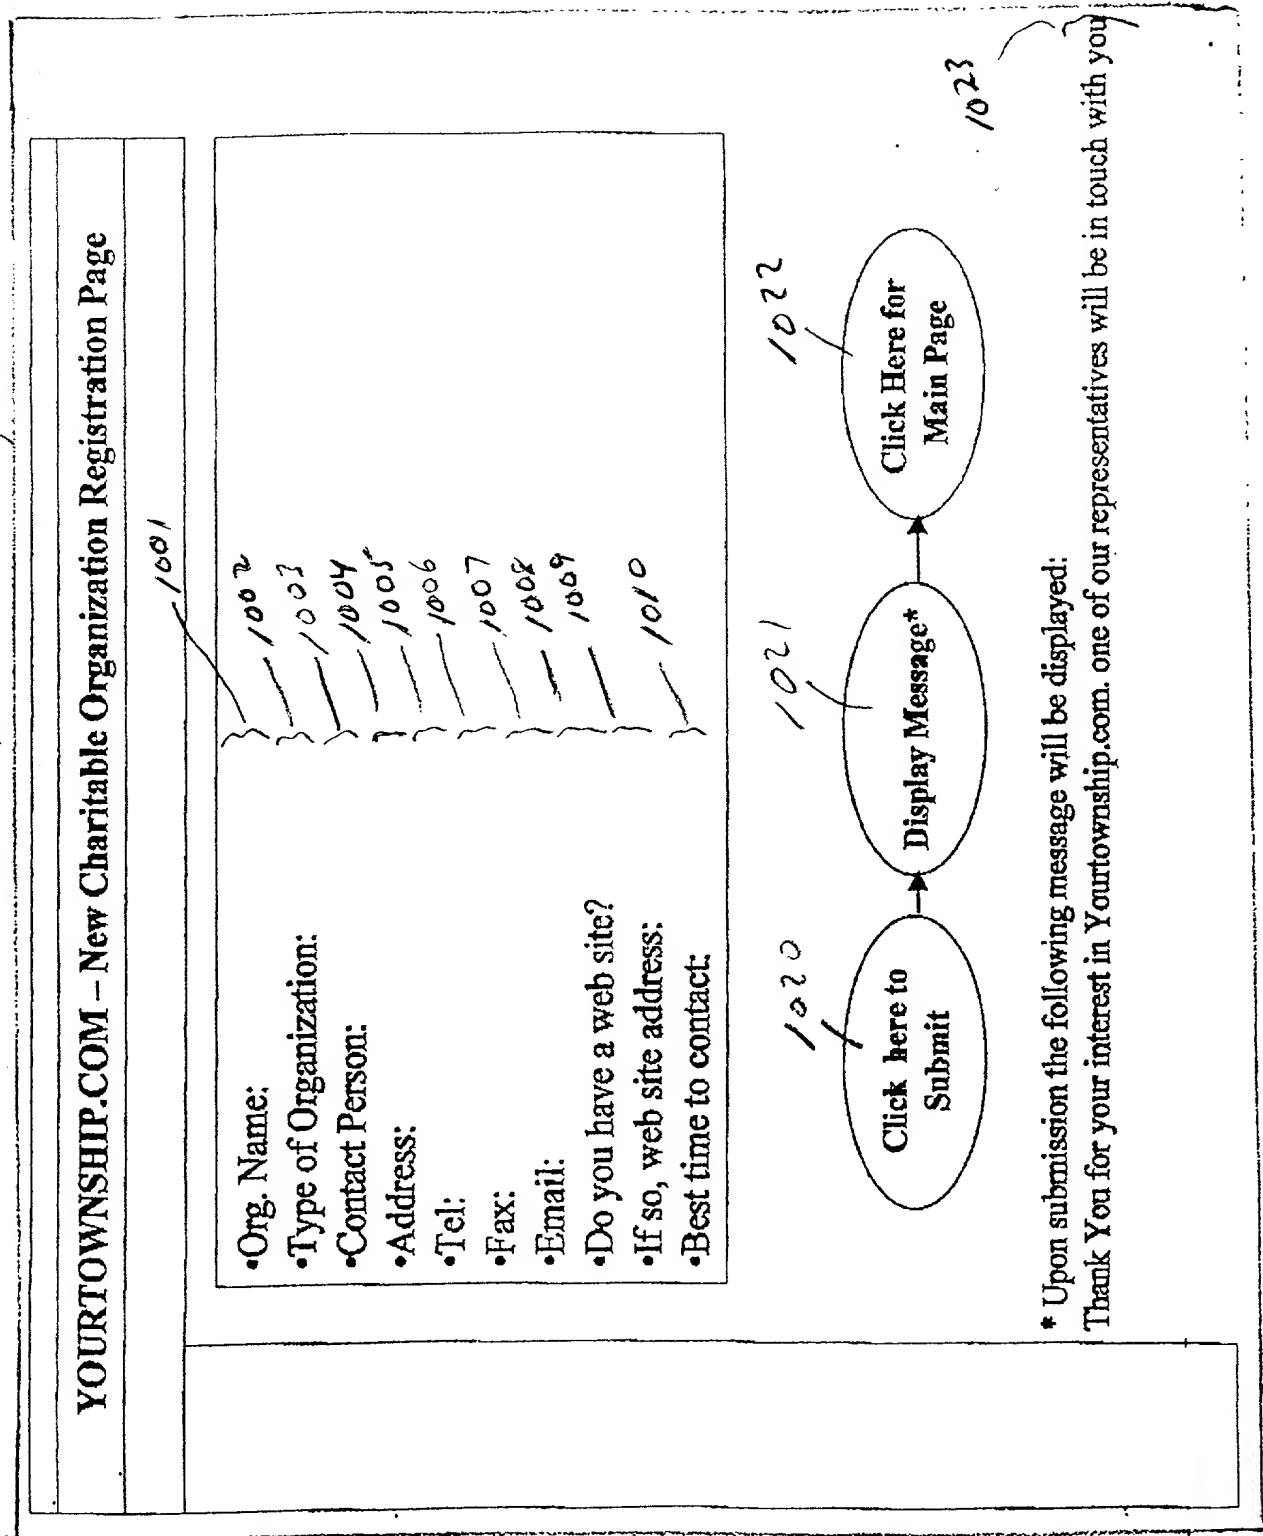 YOURTOWNSHIP.COM – New Charitable Organization Registration Page
1001
•Org. Name: 1002
•Type of Organization: 1003
•Contact Person: 1004
•Address: 1005
•Tel: 1006
•Fax: 1007
•Email: 1008
•Do you have a web site? 1009
•If so, web site address: 1010
•Best time to contact:
1020
1021
1022
Click here to
Submit
Display Message*
Click Here for
Main Page
1023
* Upon submission the following message will be displayed:
Thank You for your interest in Yourtownship.com. one of our representatives will be in touch with you